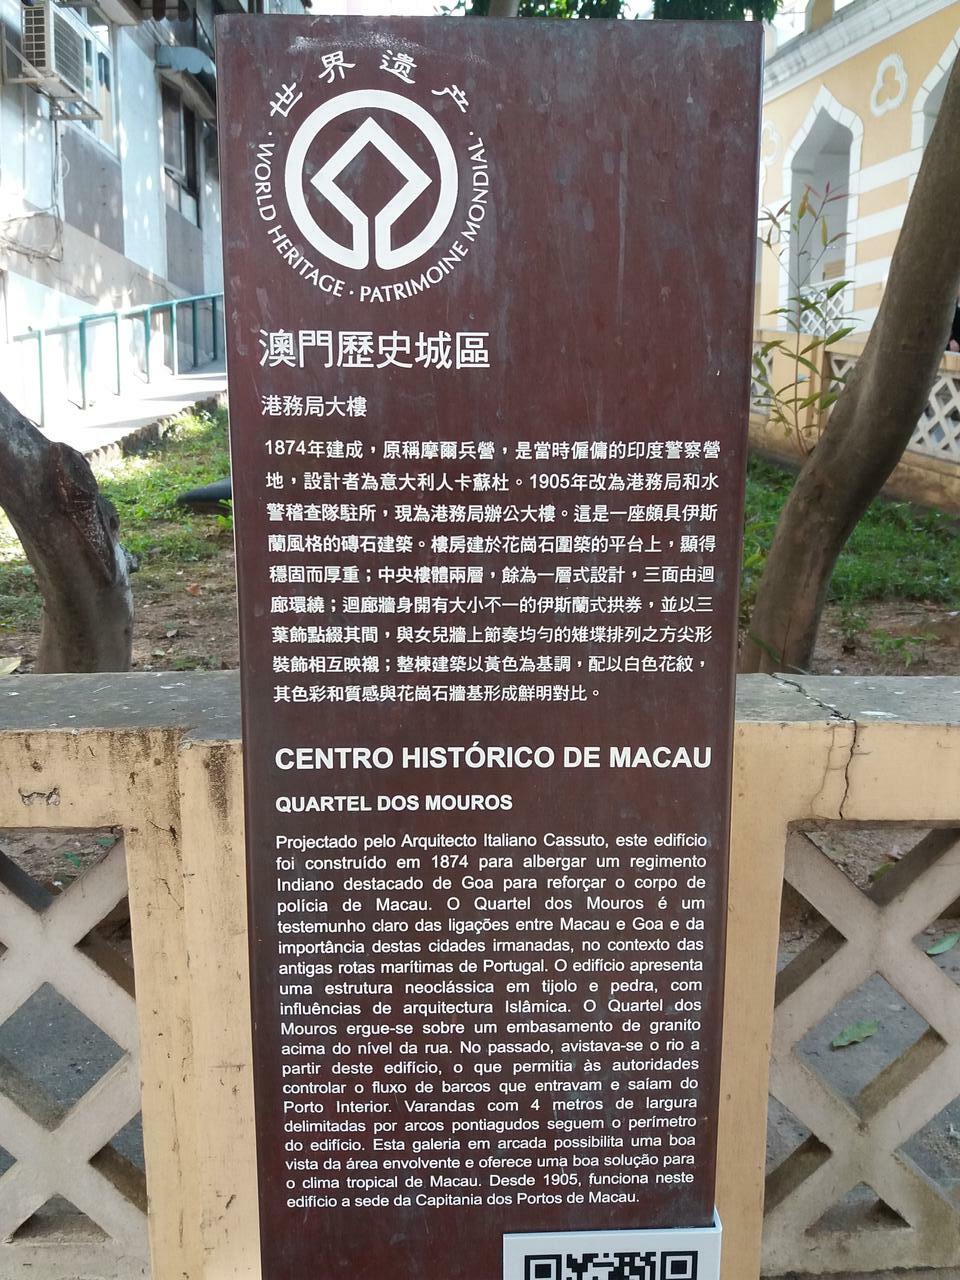 世界遺产
· WORLD HERITAGE · PATRIMOINE MONDIAL ·
澳門歷史城區
港務局大樓
1874年建成，原稱摩爾兵營，是當時僱傭的印度警察營
地，設計者為意大利人卡蘇杜。1905年改為港務局和水
警稽查隊駐所，現為港務局辦公大樓。這是一座頗具伊斯
蘭風格的磚石建築。樓房建於花崗石圍築的平台上，顯得
穩固而厚重；中央樓體兩層，餘為一層式設計，三面由迴
廊環繞；迴廊牆身開有大小不一的伊斯蘭式拱券，並以三
葉飾點綴其間，與女兒牆上節奏均勻的雉堞排列之方尖形
裝飾相互映襯；整棟建築以黃色為基調，配以白色花紋，
其色彩和質感與花崗石牆基形成鮮明對比。
CENTRO HISTÓRICO DE MACAU
QUARTEL DOS MOUROS
Projectado pelo Arquitecto Italiano Cassuto, este edifício
foi construído em 1874 para albergar um regimento
Indiano destacado de Goa para reforçar o corpo de
polícia de Macau. O Quartel dos Mouros é um
testemunho claro das ligações entre Macau e Goa e da
importância destas cidades irmanadas, no contexto das
antigas rotas marítimas de Portugal. O edifício apresenta
uma estrutura neoclássica em tijolo e pedra, com
influências de arquitectura Islâmica. O Quartel dos
Mouros ergue-se sobre um embasamento de granito
acima do nível da rua. No passado, avistava-se o rio a
partir deste edifício, o que permitia às autoridades
controlar o fluxo de barcos que entravam e saíam do
Porto Interior. Varandas com 4 metros de largura
delimitadas por arcos pontiagudos seguem o perímetro
do edifício. Esta galeria em arcada possibilita uma boa
vista da área envolvente e oferece uma boa solução para
o clima tropical de Macau. Desde 1905, funciona neste
edifício a sede da Capitania dos Portos de Macau.